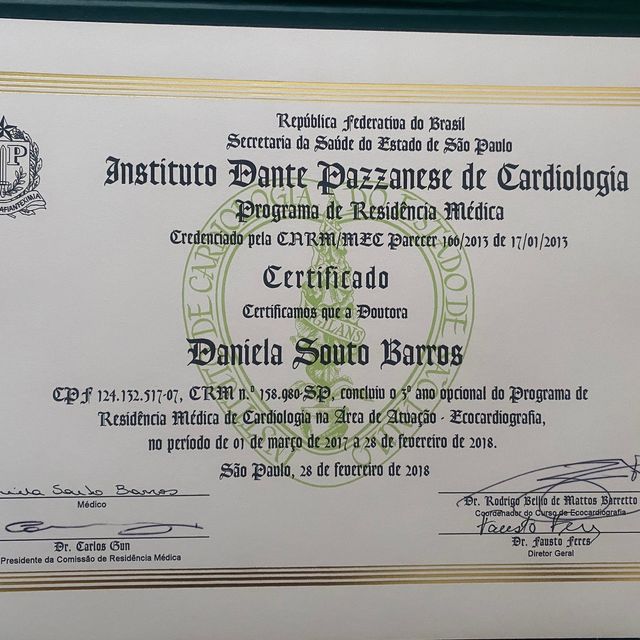 República Federativa do Brasil
Secretaria da Saúde do Estado de São Paulo
Instituto Dante Pazzanese de Cardiologia
Programa de Residência Médica
Credenciado pela CNRM/MEC Parecer 166/2013 de 17/01/2013
Certificado
Certificamos que a Doutora
Daniela Souto Barros
CPF 124.132.517-07, CRM n.º 158.980-SP, concluiu o 3º ano opcional do Programa de
Residência Médica de Cardiologia na Área de Atuação - Ecocardiografia,
no período de 01 de março de 2017 a 28 de fevereiro de 2018.
São Paulo, 28 de fevereiro de 2018
Souto Barros
Médico
Dr. Rodrigo Bellio de Mattos Barretto
Coordenador do Curso de Ecocardiografia
Fausto Feres
Dr. Carlos Gun
Presidente da Comissão de Residência Médica
Dr. Fausto Feres
Diretor Geral